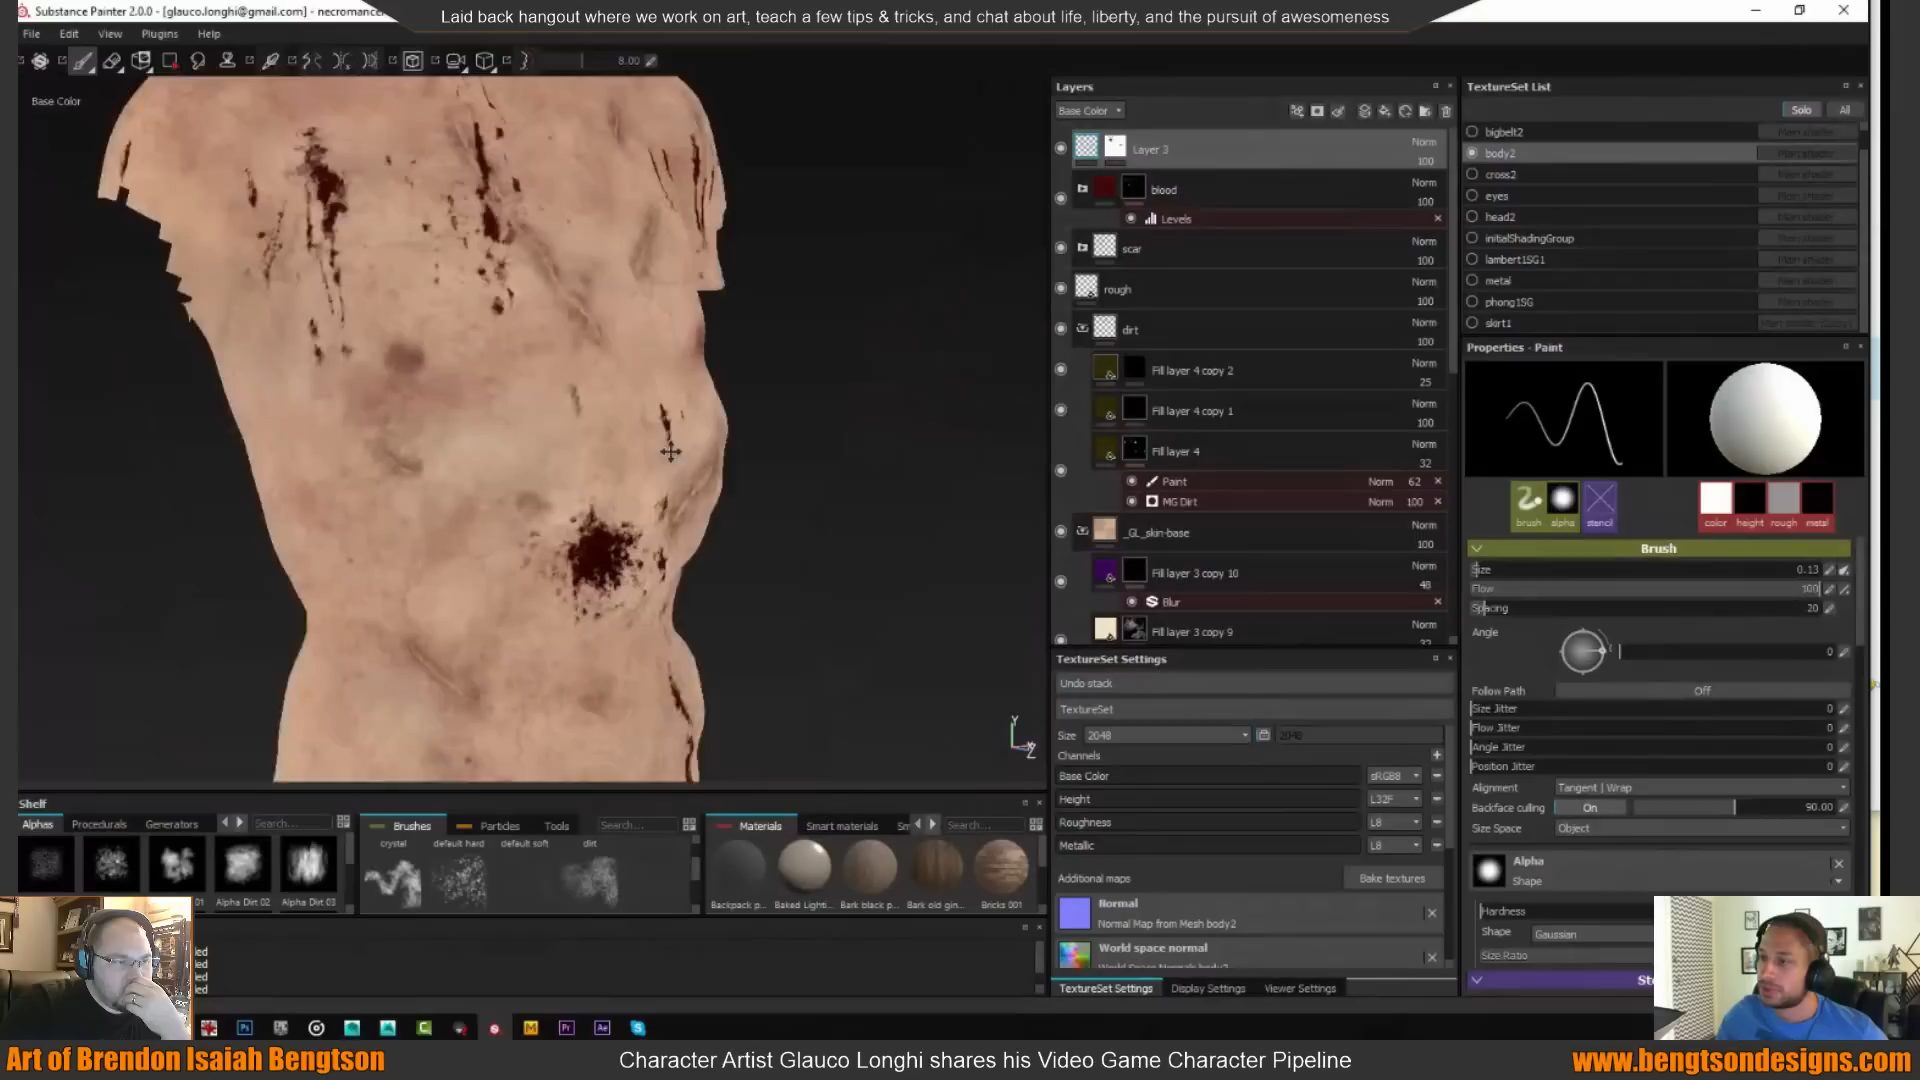 Laid back hangout where we work on art, teach a few tips & tricks, and chat about life, liberty, and the pursuit of awesomeness
Substance Painter 2.0.0 - [glauco.longhi@gmail.com] - necromancer
File Edit View Plugins Help
8.00
Base Color
Layers
Base Color
Layer 3 Norm 100
blood Norm 100
Levels
scar Norm 100
rough Norm 100
dirt Norm 100
Fill layer 4 copy 2 Norm 25
Fill layer 4 copy 1 Norm 100
Fill layer 4 Norm 32
Paint Norm 62
MG Dirt Norm 100
_GL_skin-base Norm 100
Fill layer 3 copy 10 Norm 48
Blur
Fill layer 3 copy 9 Norm
TextureSet List
Solo All
bigbelt2
body2
cross2
eyes
head2
initialShadingGroup
lambert1SG1
metal
phong1SG
skirt1
Properties - Paint
brush alpha stencil
color height rough metal
Brush
Size 0.13
Flow 100
Spacing 20
Angle 0
Follow Path Off
Size Jitter 0
Flow Jitter 0
Angle Jitter 0
Position Jitter 0
Alignment Tangent | Wrap
Backface culling On 90.00
Size Space Object
Alpha
Shape
Hardness
Shape Gaussian
Size Ratio
TextureSet Settings
Undo stack
TextureSet
Size 2048 2048
Channels
Base Color sRGB8
Height L32F
Roughness L8
Metallic L8
Additional maps Bake textures
Normal
Normal Map from Mesh body2
World space normal
TextureSet Settings Display Settings Viewer Settings
Y
Z
Shelf
Alphas Procedurals Generators Search...
01 Alpha Dirt 02 Alpha Dirt 03
Brushes Particles Tools Search...
crystal default hard default soft dirt
Materials Smart materials Sm Search...
Backpack p... Baked Lighti... Bark black p... Bark old gin... Bricks 001
led
led
led
led
Art of Brendon Isaiah Bengtson
Character Artist Glauco Longhi shares his Video Game Character Pipeline
www.bengtsondesigns.com